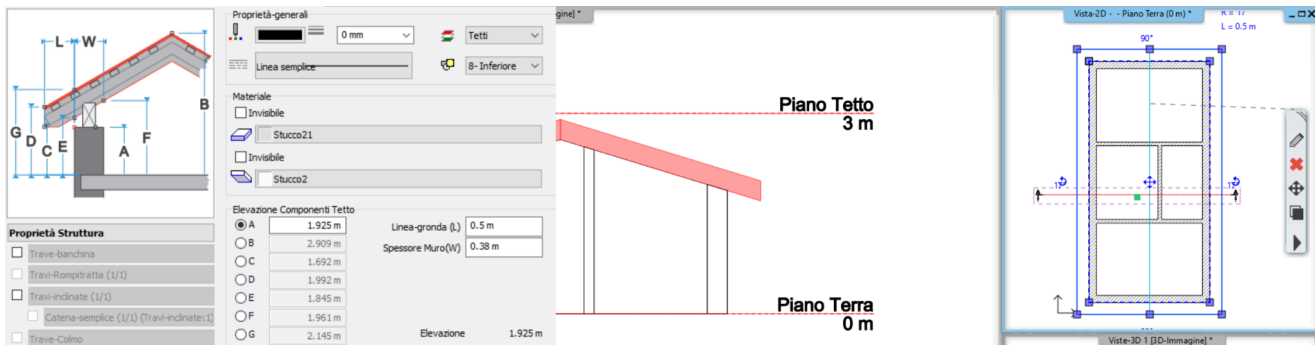 L
W
B
G
D
C
E
A
F
Proprietà Struttura
Trave-banchina
Travi-Rompitratta (1/1)
Travi-inclinate (1/1)
Catena-semplice (1/1) (Travi-inclinate:1)
Trave-Colmo
Proprietà-generali
0 mm
Tetti
Linea semplice
8- Inferiore
Materiale
Invisibile
Stucco21
Invisibile
Stucco2
Elevazione Componenti Tetto
A 1.925 m Linea-gronda (L) 0.5 m
B 2.909 m Spessore Muro(W) 0.38 m
C 1.692 m
D 1.992 m
E 1.845 m
F 1.961 m
G 2.145 m Elevazione 1.925 m
gine] *
Piano Tetto
3 m
Piano Terra
0 m
Vista-2D - - Piano Terra (0 m) *
L = 0.5 m
90°
Viste-3D 1 [3D-Immagine] *